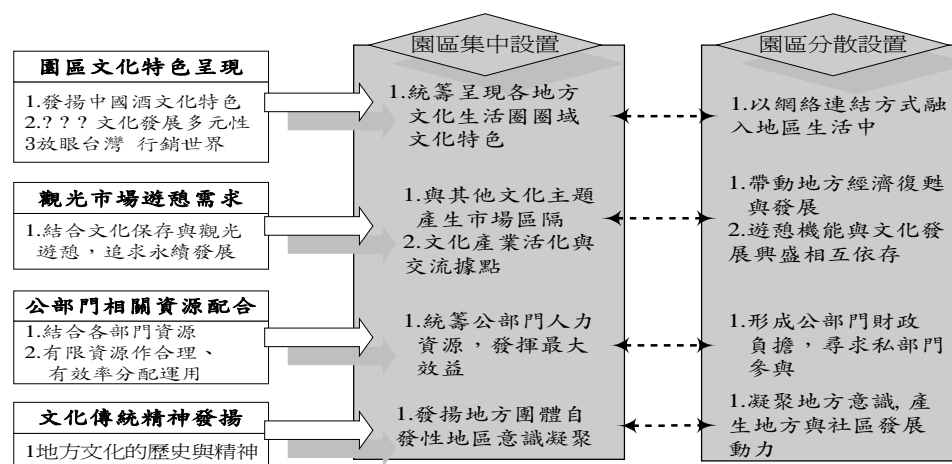 園區文化特色呈現
1.發揚中國酒文化特色
2.??? 文化發展多元性
3放眼台灣 行銷世界
觀光市場遊憩需求
1.結合文化保存與觀光
遊憩，追求永續發展
公部門相關資源配合
1.結合各部門資源
2.有限資源作合理、
有效率分配運用
文化傳統精神發揚
1地方文化的歷史與精神
園區集中設置
1.統籌呈現各地方
文化生活圈圈域
文化特色
1.與其他文化主題
產生市場區隔
2.文化產業活化與
交流據點
1.統籌公部門人力
資源，發揮最大
效益
1.發揚地方團體自
發性地區意識凝聚
園區分散設置
1.以網絡連結方式融
入地區生活中
1.帶動地方經濟復甦
與發展
2.遊憩機能與文化發
展興盛相互依存
1.形成公部門財政
負擔，尋求私部門
參與
1.凝聚地方意識,產
生地方與社區發展
動力